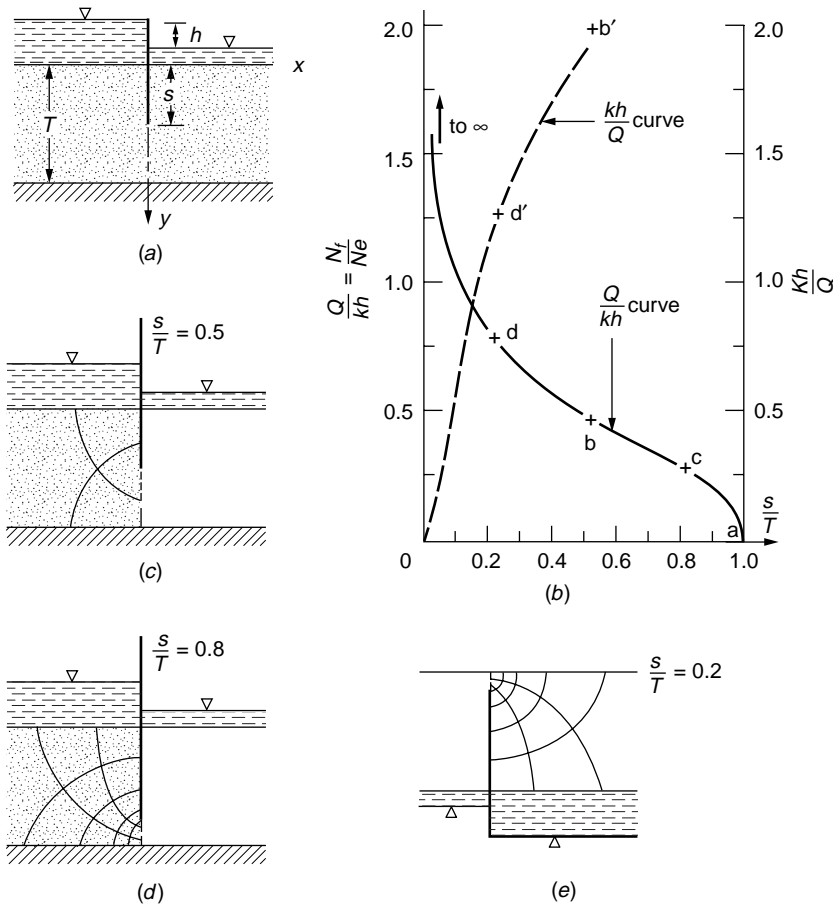 h
x
s
T
y
(a)
s/T = 0.5
(c)
s/T = 0.8
(d)
2.0
1.5
1.0
0.5
0
Q/kh = N_f/Ne
to ∞
b′
kh/Q curve
d′
d
Q/kh curve
b
c
a
0.2 0.4 0.6 0.8 1.0
s/T
(b)
2.0
1.5
1.0
0.5
Kh/Q
s/T = 0.2
(e)